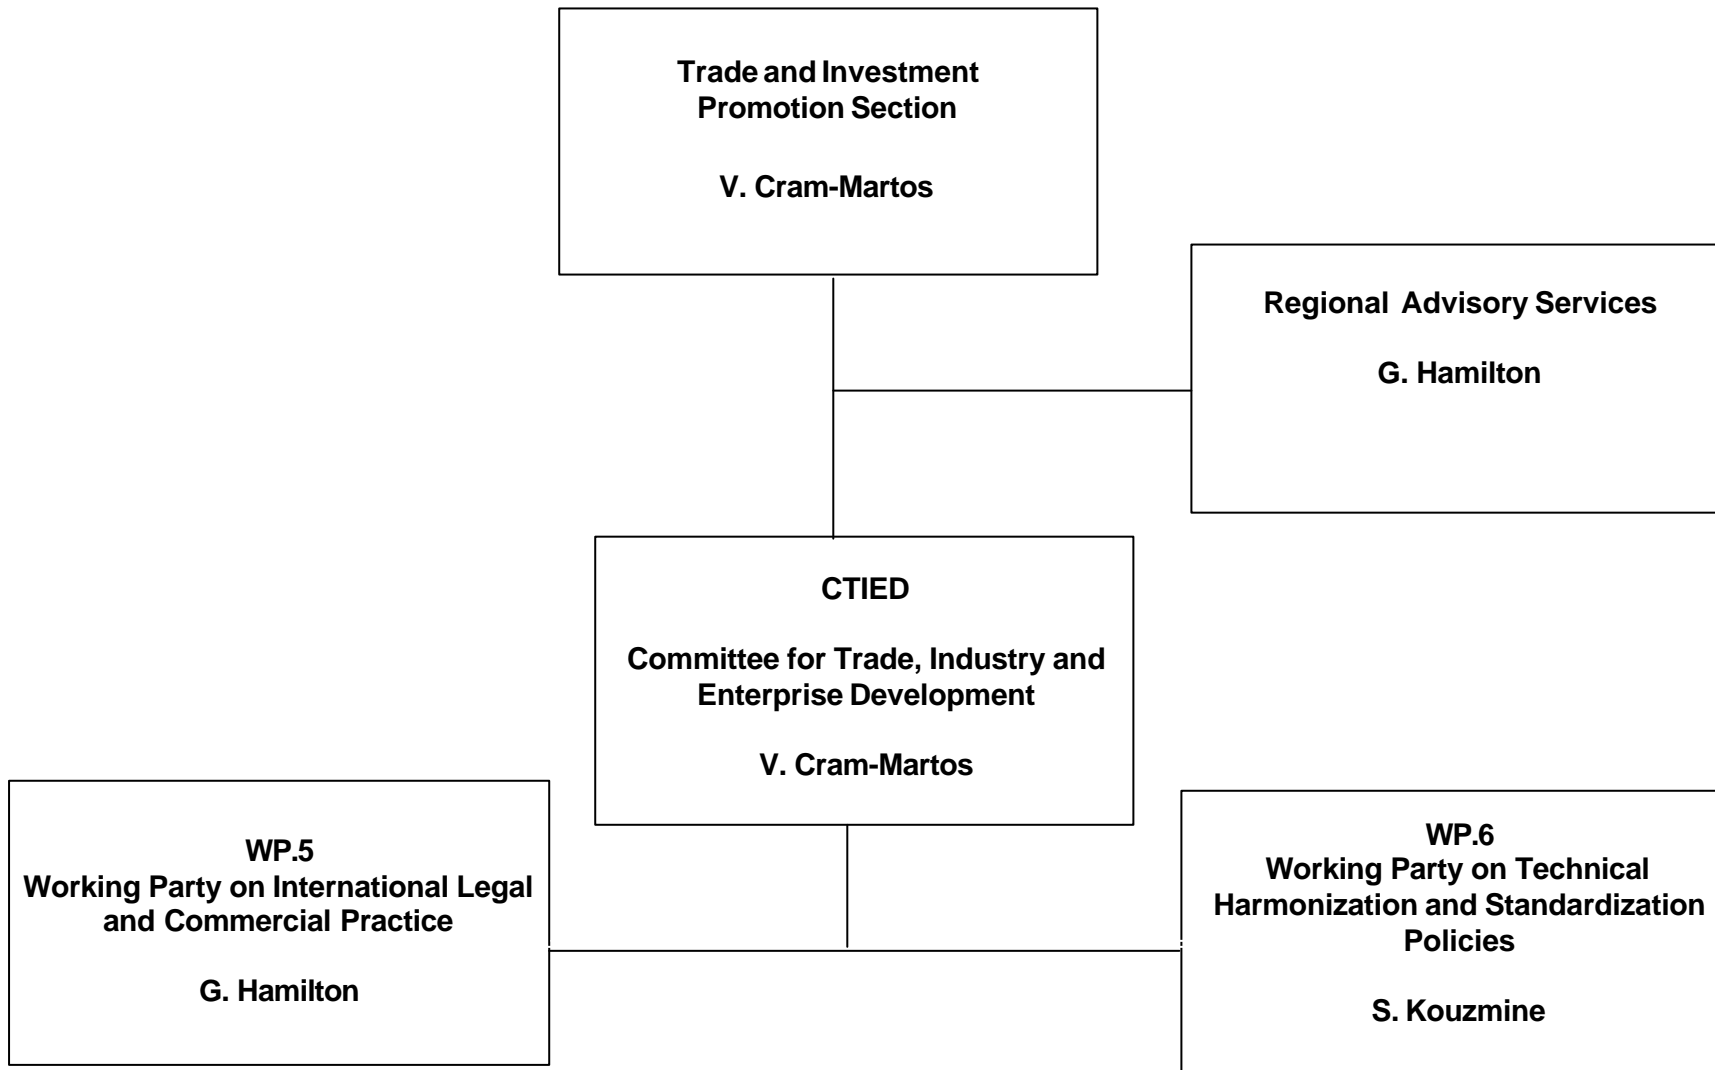 Trade and Investment
Promotion Section
V. Cram-Martos
Regional Advisory Services
G. Hamilton
CTIED
Committee for Trade, Industry and
Enterprise Development
V. Cram-Martos
WP.5
Working Party on International Legal
and Commercial Practice
G. Hamilton
WP.6
Working Party on Technical
Harmonization and Standardization
Policies
S. Kouzmine